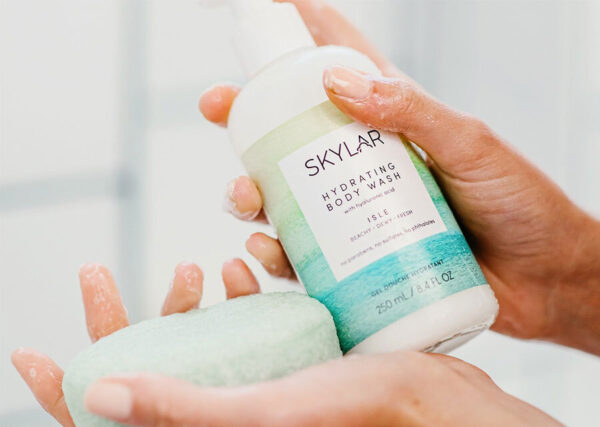 SKYLAR
HYDRATING
BODY WASH
with hyaluronic acid
ISLE
BEACHY • DEWY • FRESH
no parabens, no sulfates, no phthalates
GEL DOUCHE HYDRATANT
250 mL / 8.4 FL OZ